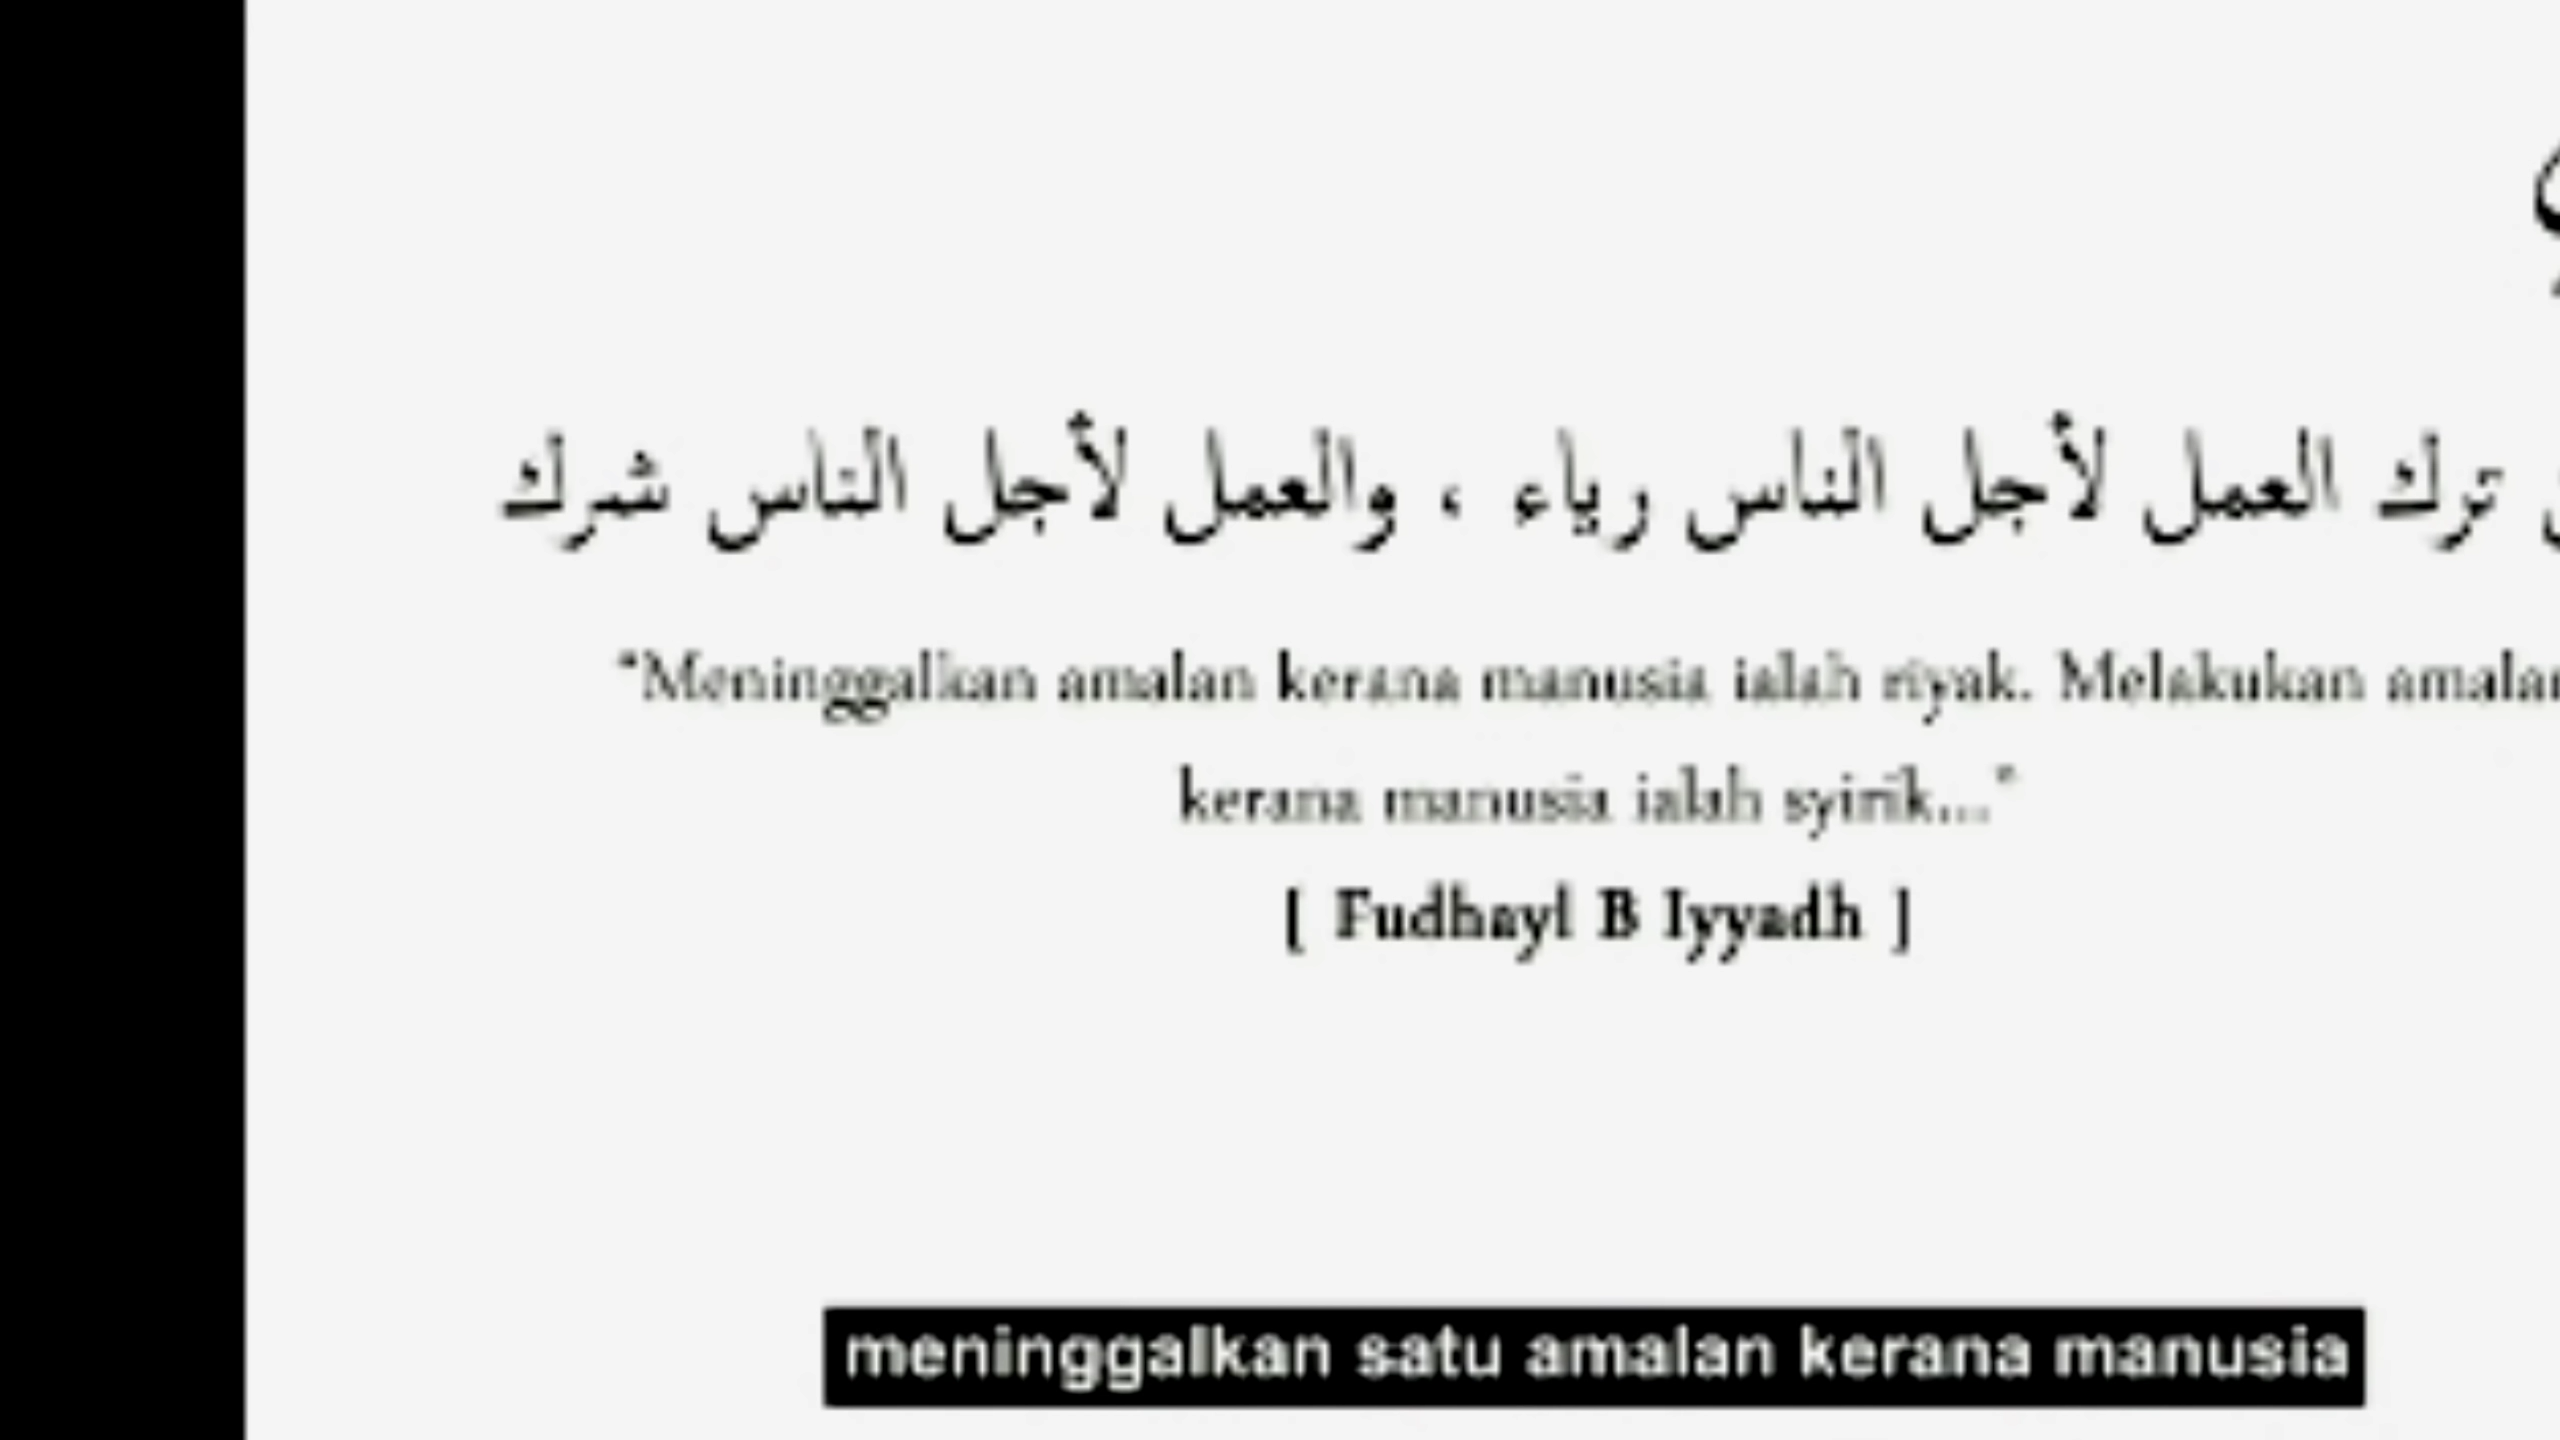 ترك العمل لأجل الناس رياء ، والعمل لأجل الناس شرك
"Meninggalkan amalan kerana manusia ialah riyak. Melakukan amalan
kerana manusia ialah syirik..."
[ Fudhayl B Iyyadh ]
meninggalkan satu amalan kerana manusia